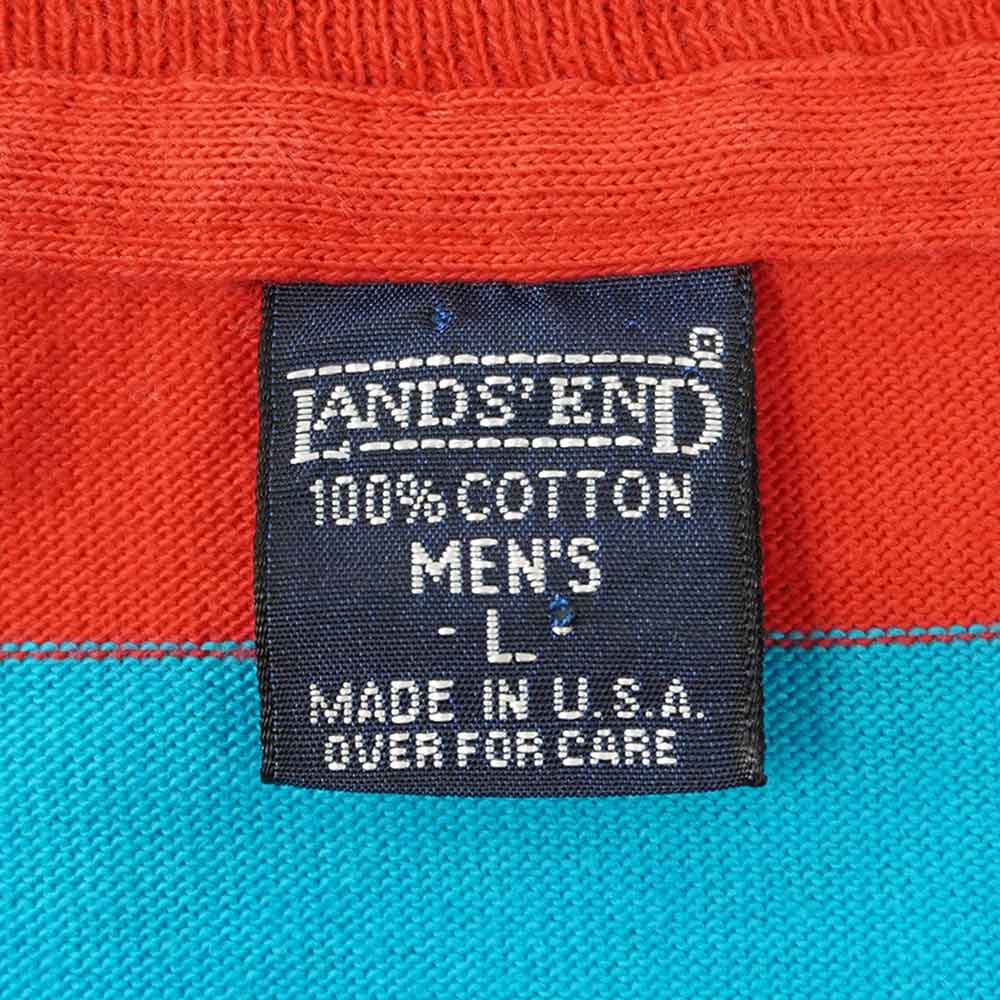 LANDS' END
100% COTTON
MEN'S
- L -
MADE IN U.S.A.
OVER FOR CARE